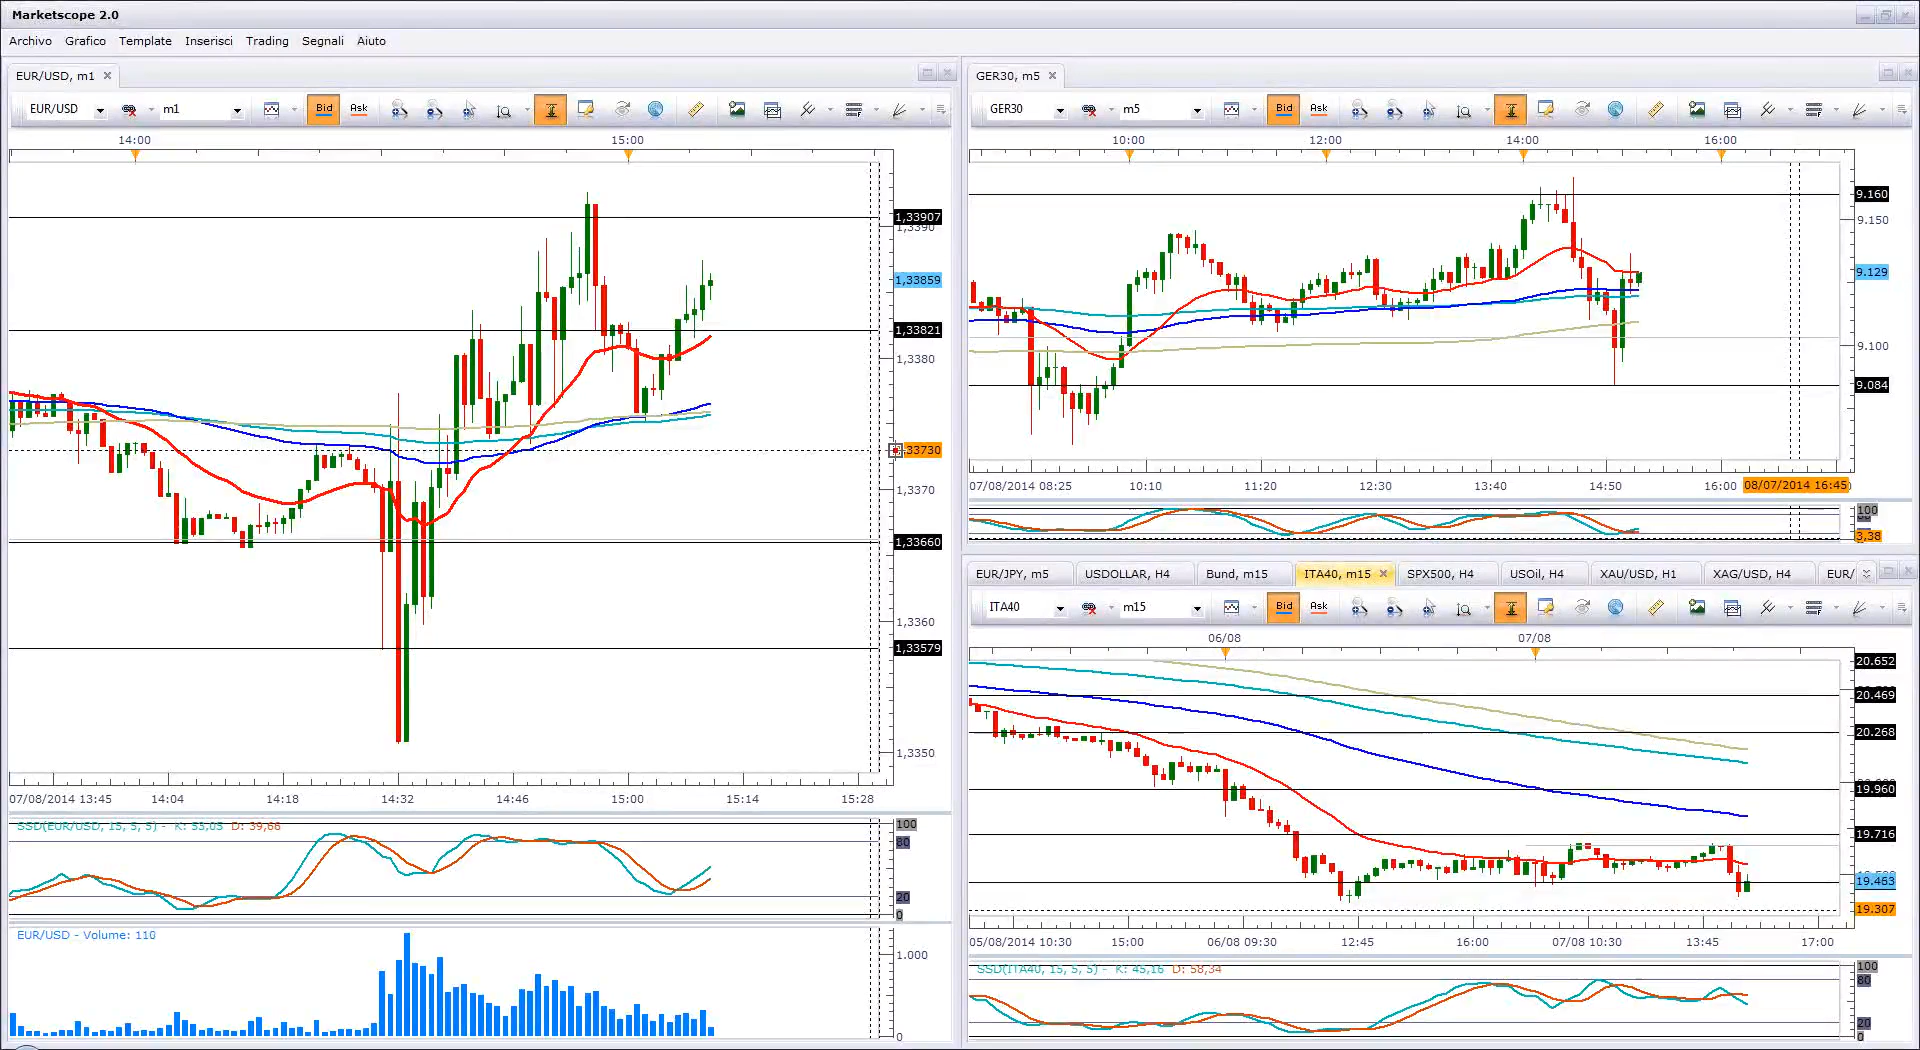 Marketscope 2.0
Archivo Grafico Template Inserisci Trading Segnali Aiuto
EUR/USD, m1
EUR/USD m1 Bid Ask
14:00 15:00
1,33907
1,3390
1,33859
1,33821
1,3380
1,33730
1,3370
1,33660
1,3360
1,33579
1,3350
07/08/2014 13:45 14:04 14:18 14:32 14:46 15:00 15:14 15:28
SSD(EUR/USD, 15, 5, 5) - K: 55,05 D: 39,66
100
80
20
0
EUR/USD - Volume: 110
1.000
0
GER30, m5
GER30 m5 Bid Ask
10:00 12:00 14:00 16:00
9.160
9.150
9.129
9.100
9.084
07/08/2014 08:25 10:10 11:20 12:30 13:40 14:50 16:00 08/07/2014 16:45
100
3,38
EUR/JPY, m5 USDOLLAR, H4 Bund, m15 ITA40, m15 SPX500, H4 USOil, H4 XAU/USD, H1 XAG/USD, H4 EUR/
ITA40 m15 Bid Ask
06/08 07/08
20.652
20.469
20.268
19.960
19.716
19.463
19.307
05/08/2014 10:30 15:00 06/08 09:30 12:45 16:00 07/08 10:30 13:45 17:00
SSD(ITA40, 15, 5, 5) - K: 45,16 D: 58,34
100
80
20
0